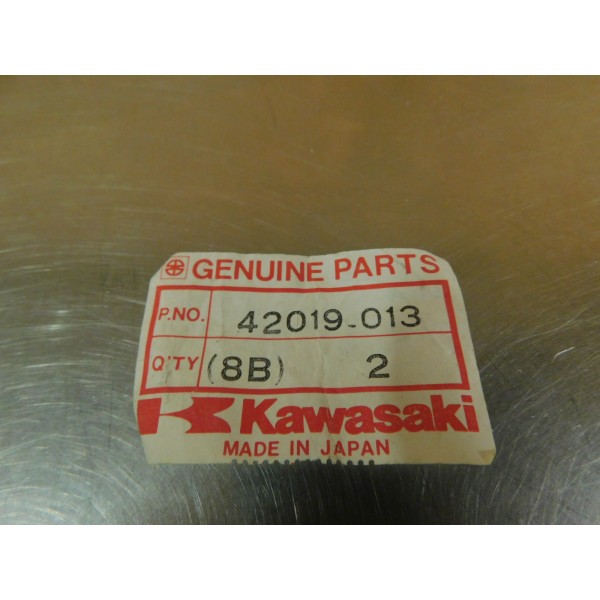 GENUINE PARTS
P.NO. 42019-013
Q'TY (8B) 2
Kawasaki
MADE IN JAPAN